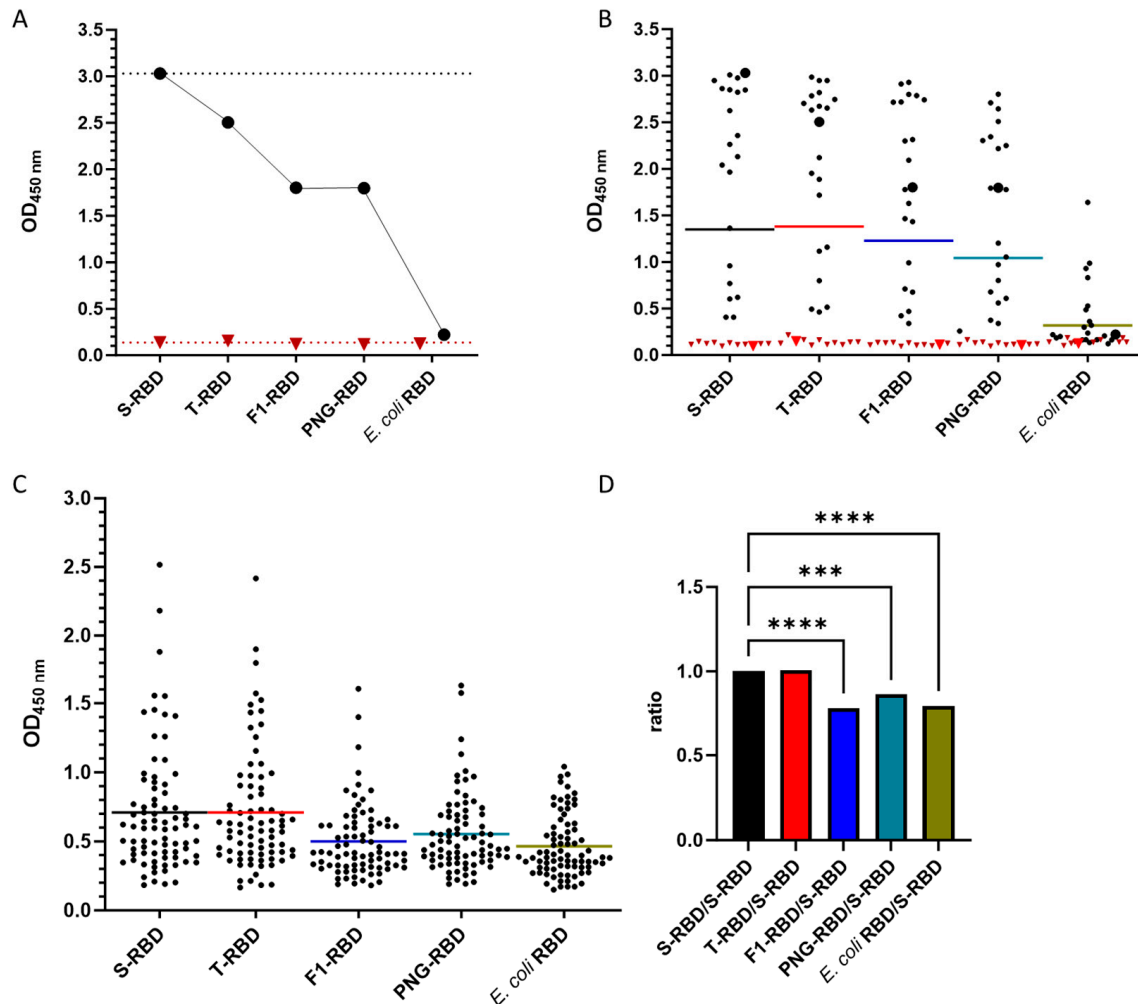 A
3.5
3.0
2.5
2.0
1.5
1.0
0.5
0.0
OD450 nm
S-RBD
T-RBD
F1-RBD
PNG-RBD
E. coli RBD
B
3.5
3.0
2.5
2.0
1.5
1.0
0.5
0.0
OD450 nm
S-RBD
T-RBD
F1-RBD
PNG-RBD
E. coli RBD
C
3.0
2.5
2.0
1.5
1.0
0.5
0.0
OD450 nm
S-RBD
T-RBD
F1-RBD
PNG-RBD
E. coli RBD
D
****
***
****
1.5
1.0
0.5
0.0
ratio
S-RBD/S-RBD
T-RBD/S-RBD
F1-RBD/S-RBD
PNG-RBD/S-RBD
E. coli RBD/S-RBD